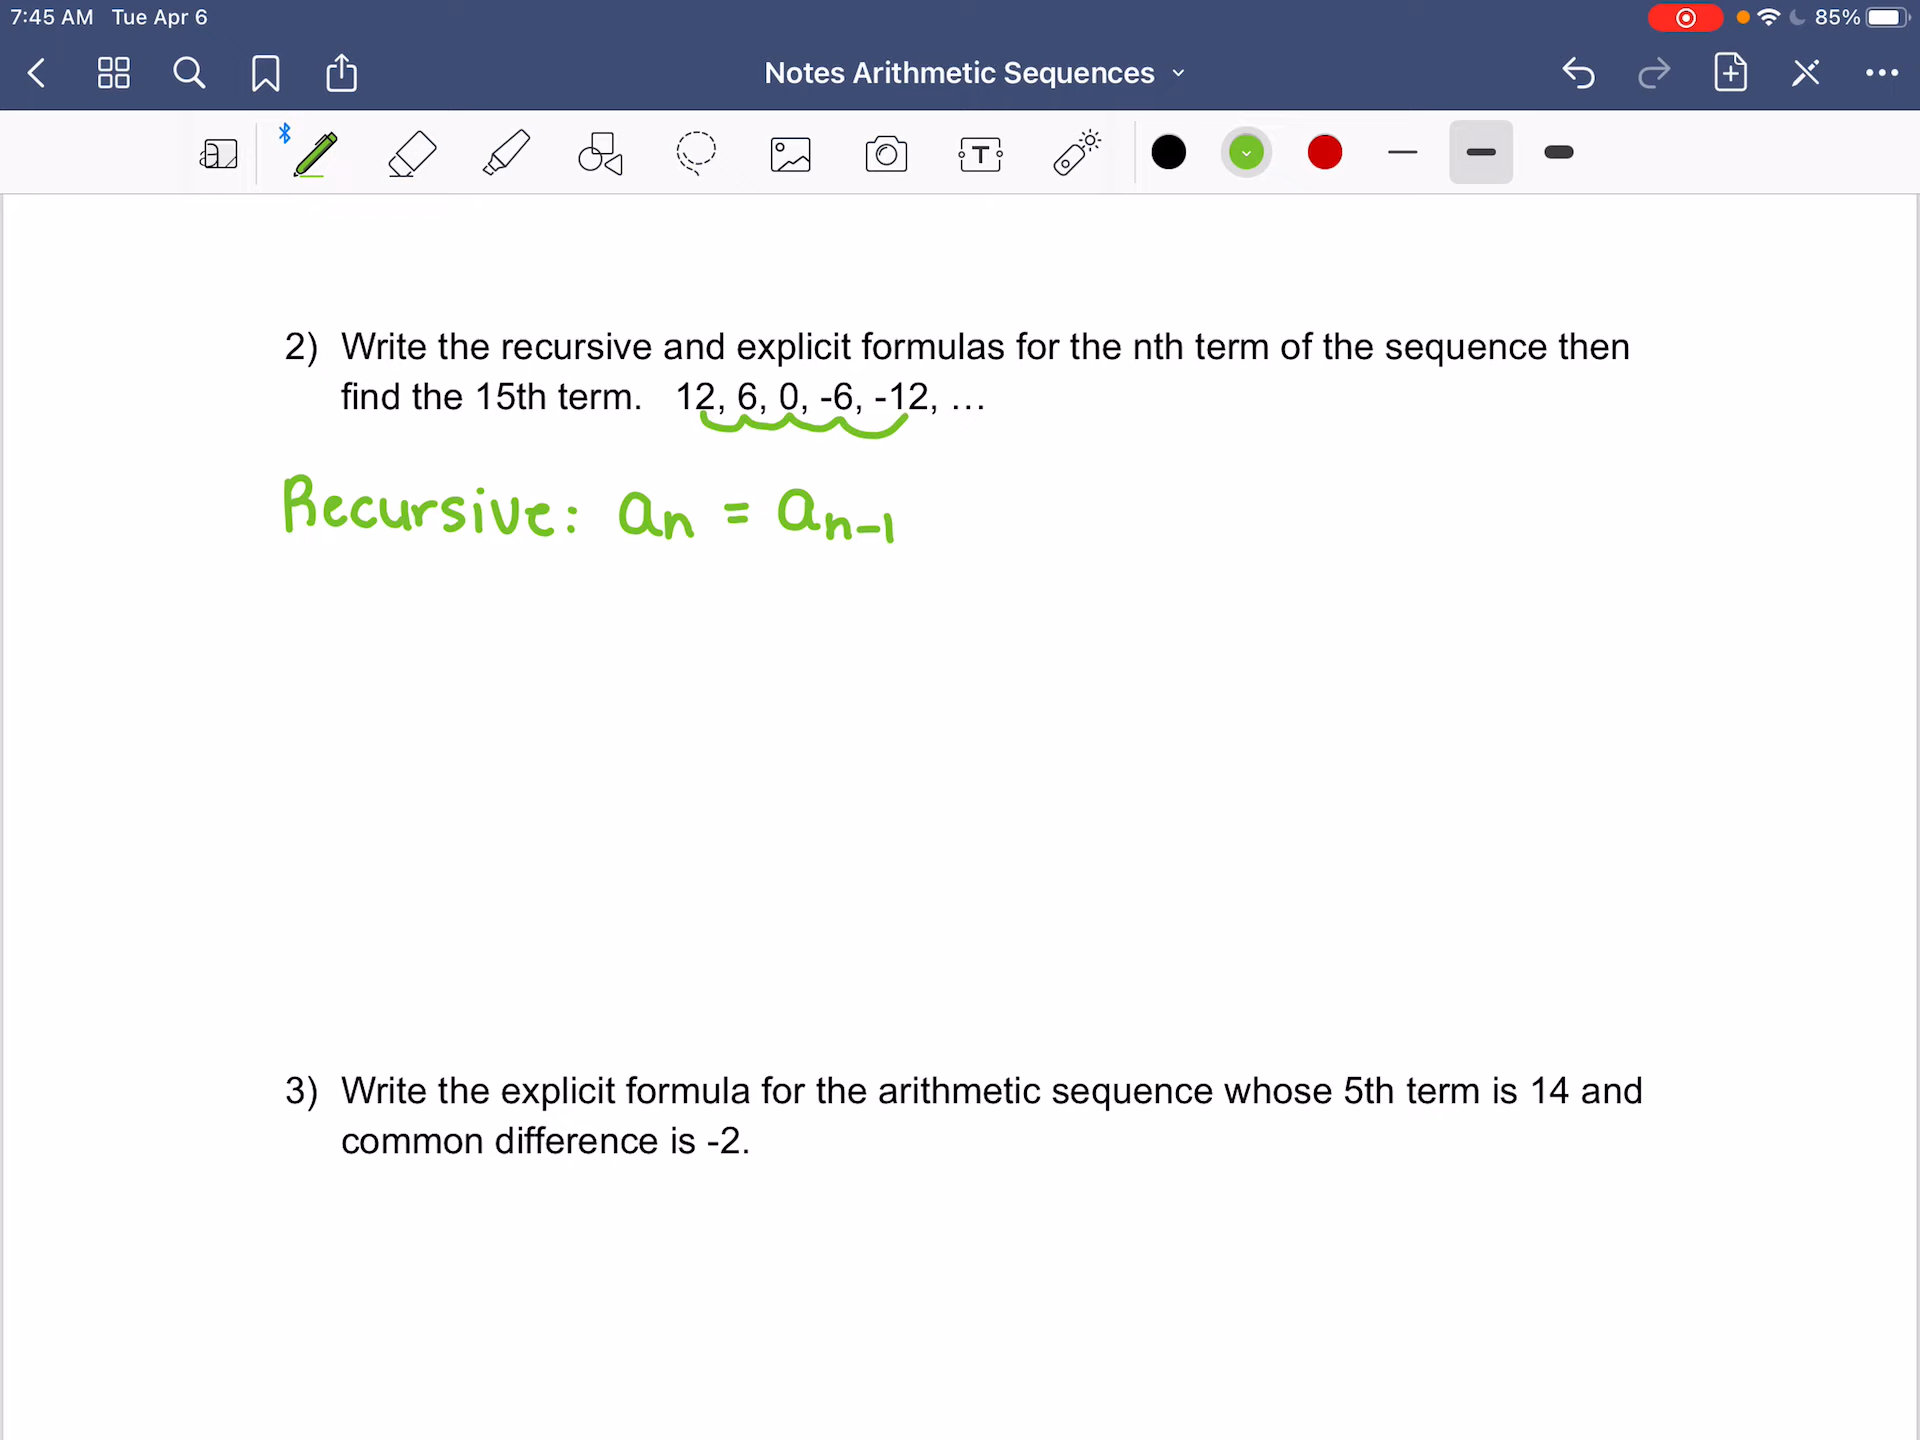 7:45 AM Tue Apr 6
85%
Notes Arithmetic Sequences
2) Write the recursive and explicit formulas for the nth term of the sequence then
find the 15th term. 12, 6, 0, -6, -12, …
Recursive: aₙ = aₙ₋₁
3) Write the explicit formula for the arithmetic sequence whose 5th term is 14 and
common difference is -2.